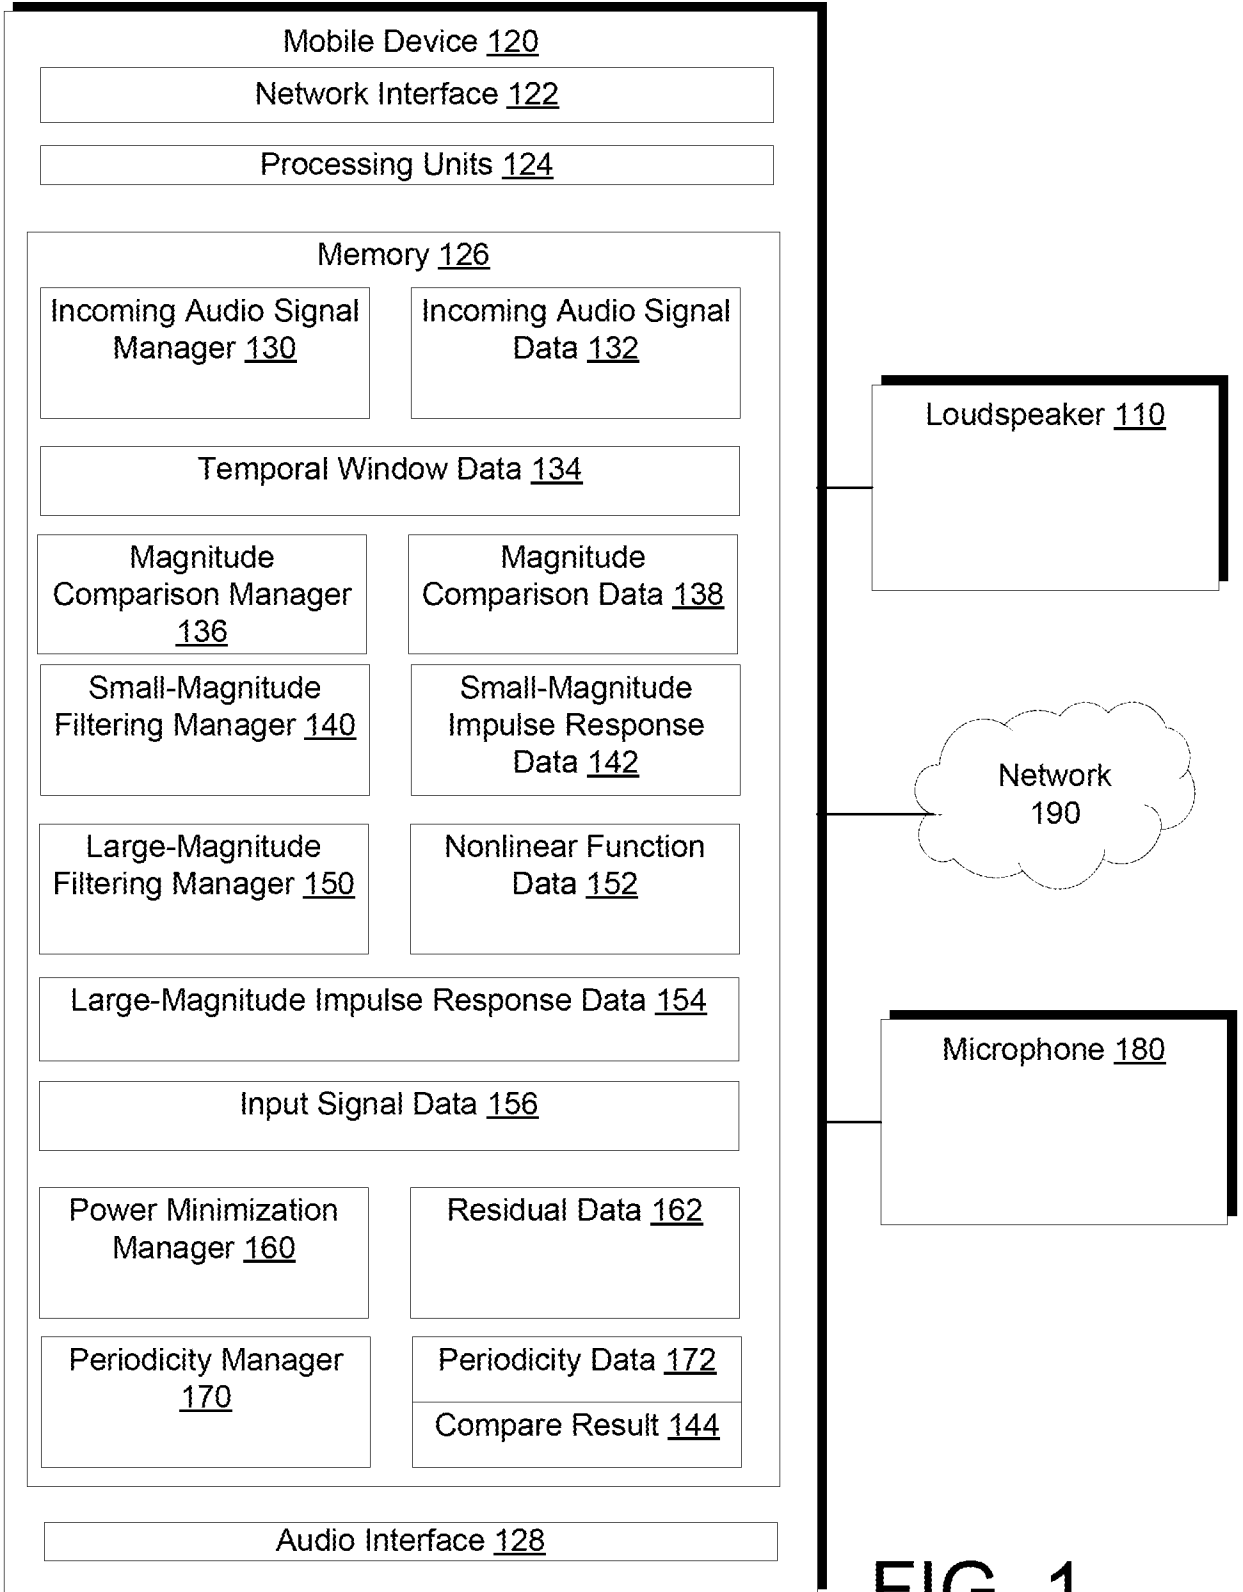 Mobile Device 120
Network Interface 122
Processing Units 124
Memory 126
Incoming Audio Signal
Manager 130
Incoming Audio Signal
Data 132
Temporal Window Data 134
Magnitude
Comparison Manager
136
Magnitude
Comparison Data 138
Small-Magnitude
Filtering Manager 140
Small-Magnitude
Impulse Response
Data 142
Large-Magnitude
Filtering Manager 150
Nonlinear Function
Data 152
Large-Magnitude Impulse Response Data 154
Input Signal Data 156
Power Minimization
Manager 160
Residual Data 162
Periodicity Manager
170
Periodicity Data 172
Compare Result 144
Audio Interface 128
Loudspeaker 110
Network
190
Microphone 180
FIG. 1